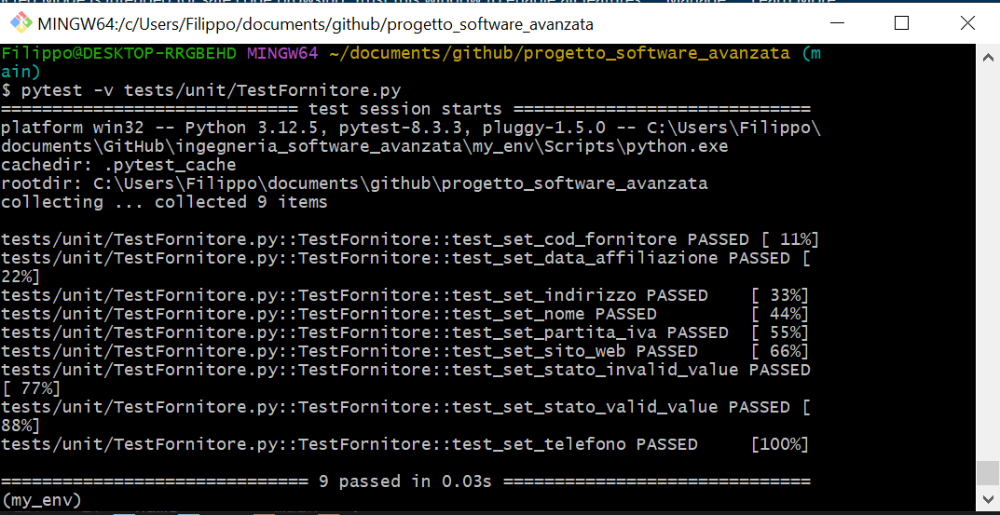 MINGW64:/c/Users/Filippo/documents/github/progetto_software_avanzata
Filippo@DESKTOP-RRGBEHD MINGW64 ~/documents/github/progetto_software_avanzata (m
ain)
$ pytest -v tests/unit/TestFornitore.py
============================= test session starts =============================
platform win32 -- Python 3.12.5, pytest-8.3.3, pluggy-1.5.0 -- C:\Users\Filippo\
documents\GitHub\ingegneria_software_avanzata\my_env\Scripts\python.exe
cachedir: .pytest_cache
rootdir: C:\Users\Filippo\documents\github\progetto_software_avanzata
collecting ... collected 9 items
tests/unit/TestFornitore.py::TestFornitore::test_set_cod_fornitore PASSED [ 11%]
tests/unit/TestFornitore.py::TestFornitore::test_set_data_affiliazione PASSED [
22%]
tests/unit/TestFornitore.py::TestFornitore::test_set_indirizzo PASSED    [ 33%]
tests/unit/TestFornitore.py::TestFornitore::test_set_nome PASSED         [ 44%]
tests/unit/TestFornitore.py::TestFornitore::test_set_partita_iva PASSED  [ 55%]
tests/unit/TestFornitore.py::TestFornitore::test_set_sito_web PASSED     [ 66%]
tests/unit/TestFornitore.py::TestFornitore::test_set_stato_invalid_value PASSED
[ 77%]
tests/unit/TestFornitore.py::TestFornitore::test_set_stato_valid_value PASSED [
88%]
tests/unit/TestFornitore.py::TestFornitore::test_set_telefono PASSED     [100%]
============================== 9 passed in 0.03s ==============================
(my_env)